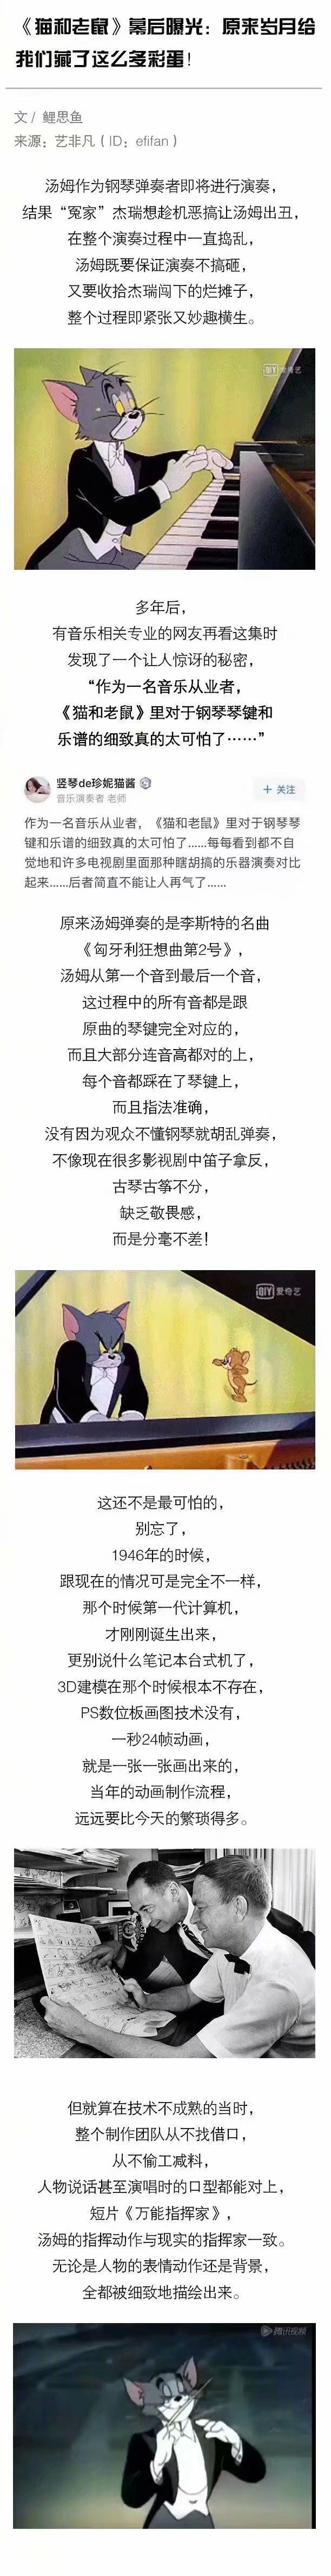 《猫和老鼠》幕后曝光：原来岁月给
我们藏了这么多彩蛋！
文 / 鲤思鱼
来源：艺非凡（ID：efifan）
汤姆作为钢琴弹奏者即将进行演奏，
结果“冤家”杰瑞想趁机恶搞让汤姆出丑，
在整个演奏过程中一直捣乱，
汤姆既要保证演奏不搞砸，
又要收拾杰瑞闯下的烂摊子，
整个过程即紧张又妙趣横生。
QIY 爱奇艺
多年后，
有音乐相关专业的网友再看这集时
发现了一个让人惊讶的秘密，
“作为一名音乐从业者，
《猫和老鼠》里对于钢琴琴键和
乐谱的细致真的太可怕了……”
竖琴de珍妮猫酱
音乐演奏者 老师
+ 关注
作为一名音乐从业者，《猫和老鼠》里对于钢琴琴
键和乐谱的细致真的太可怕了......每每看到都不自
觉地和许多电视剧里面那种瞎胡搞的乐器演奏对比
起来......后者简直不能让人再气了......
原来汤姆弹奏的是李斯特的名曲
《匈牙利狂想曲第2号》，
汤姆从第一个音到最后一个音，
这过程中的所有音都是跟
原曲的琴键完全对应的，
而且大部分连音高都对的上，
每个音都踩在了琴键上，
而且指法准确，
没有因为观众不懂钢琴就胡乱弹奏，
不像现在很多影视剧中笛子拿反，
古琴古筝不分，
缺乏敬畏感，
而是分毫不差！
QIY 爱奇艺
这还不是最可怕的，
别忘了，
1946年的时候，
跟现在的情况可是完全不一样，
那个时候第一代计算机，
才刚刚诞生出来，
更别说什么笔记本台式机了，
3D建模在那个时候根本不存在，
PS数位板画图技术没有，
一秒24帧动画，
就是一张一张画出来的，
当年的动画制作流程，
远远要比今天的繁琐得多。
但就算在技术不成熟的当时，
整个制作团队从不找借口，
从不偷工减料，
人物说话甚至演唱时的口型都能对上，
短片《万能指挥家》，
汤姆的指挥动作与现实的指挥家一致。
无论是人物的表情动作还是背景，
全都被细致地描绘出来。
腾讯视频